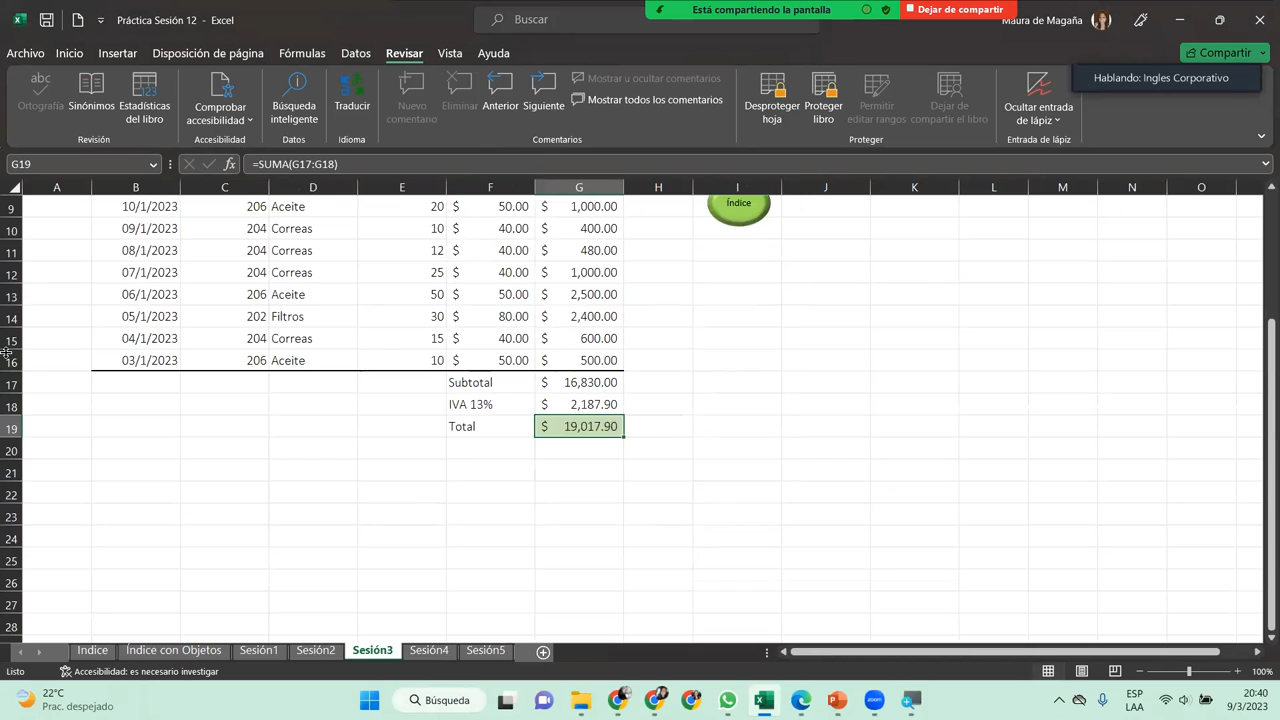 Práctica Sesión 12 - Excel
Buscar
Está compartiendo la pantalla
Dejar de compartir
Maura de Magaña
Archivo Inicio Insertar Disposición de página Fórmulas Datos Revisar Vista Ayuda
Compartir
Hablando: Ingles Corporativo
abc
Ortografía
Sinónimos
Estadísticas
del libro
Revisión
Comprobar
accesibilidad
Accesibilidad
Búsqueda
inteligente
Datos
Traducir
Idioma
Nuevo
comentario
Eliminar
Anterior
Siguiente
Mostrar u ocultar comentario
Mostrar todos los comentarios
Comentarios
Desproteger
hoja
Proteger
libro
Permitir
editar rangos
Dejar de
compartir el libro
Proteger
Ocultar entrada
de lápiz
Entrada de lápiz
G19
fx
=SUMA(G17:G18)
A B C D E F G H I J K L M N O
9 10/1/2023 206 Aceite 20 $ 50.00 $ 1,000.00
Índice
10 09/1/2023 204 Correas 10 $ 40.00 $ 400.00
11 08/1/2023 204 Correas 12 $ 40.00 $ 480.00
12 07/1/2023 204 Correas 25 $ 40.00 $ 1,000.00
13 06/1/2023 206 Aceite 50 $ 50.00 $ 2,500.00
14 05/1/2023 202 Filtros 30 $ 80.00 $ 2,400.00
15 04/1/2023 204 Correas 15 $ 40.00 $ 600.00
16 03/1/2023 206 Aceite 10 $ 50.00 $ 500.00
17 Subtotal $ 16,830.00
18 IVA 13% $ 2,187.90
19 Total $ 19,017.90
20
21
22
23
24
25
26
27
28
Indice Índice con Objetos Sesión1 Sesión2 Sesión3 Sesión4 Sesión5
Listo
Accesibilidad: es necesario investigar
100%
22°C
Prac. despejado
Búsqueda
ESP
LAA
20:40
9/3/2023